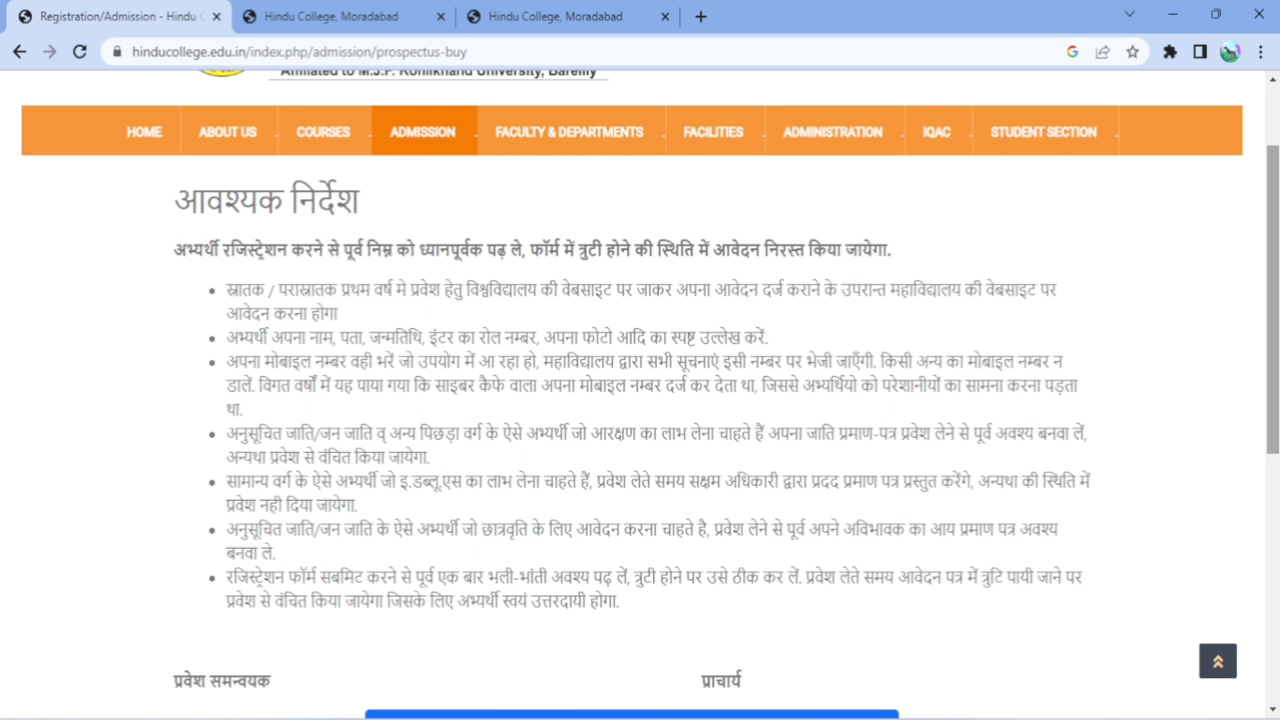 Registration/Admission - Hindu C
Hindu College, Moradabad
Hindu College, Moradabad
hinducollege.edu.in/index.php/admission/prospectus-buy
Affiliated to M.J.P. Rohilkhand University, Bareilly
HOME ABOUT US COURSES ADMISSION FACULTY & DEPARTMENTS FACILITIES ADMINISTRATION IQAC STUDENT SECTION
आवश्यक निर्देश
अभ्यर्थी रजिस्ट्रेशन करने से पूर्व निम्न को ध्यानपूर्वक पढ़ ले, फॉर्म में त्रुटी होने की स्थिति में आवेदन निरस्त किया जायेगा.
स्नातक / परास्नातक प्रथम वर्ष मे प्रवेश हेतु विश्वविद्यालय की वेबसाइट पर जाकर अपना आवेदन दर्ज कराने के उपरान्त महाविद्यालय की वेबसाइट पर
आवेदन करना होगा
अभ्यर्थी अपना नाम, पता, जन्मतिथि, इंटर का रोल नम्बर, अपना फोटो आदि का स्पष्ट उल्लेख करें.
अपना मोबाइल नम्बर वही भरें जो उपयोग में आ रहा हो, महाविद्यालय द्वारा सभी सूचनाएं इसी नम्बर पर भेजी जाएँगी. किसी अन्य का मोबाइल नम्बर न
डालें. विगत वर्षों में यह पाया गया कि साइबर कैफे वाला अपना मोबाइल नम्बर दर्ज कर देता था, जिससे अभ्यर्थियो को परेशानीयों का सामना करना पड़ता
था.
अनुसूचित जाति/जन जाति व् अन्य पिछड़ा वर्ग के ऐसे अभ्यर्थी जो आरक्षण का लाभ लेना चाहते हैं अपना जाति प्रमाण-पत्र प्रवेश लेने से पूर्व अवश्य बनवा लें,
अन्यथा प्रवेश से वंचित किया जायेगा.
सामान्य वर्ग के ऐसे अभ्यर्थी जो इ.डब्लू.एस का लाभ लेना चाहते हैं, प्रवेश लेते समय सक्षम अधिकारी द्वारा प्रदद प्रमाण पत्र प्रस्तुत करेंगे, अन्यथा की स्थिति में
प्रवेश नही दिया जायेगा.
अनुसूचित जाति/जन जाति के ऐसे अभ्यर्थी जो छात्रवृति के लिए आवेदन करना चाहते है, प्रवेश लेने से पूर्व अपने अविभावक का आय प्रमाण पत्र अवश्य
बनवा ले.
रजिस्ट्रेशन फॉर्म सबमिट करने से पूर्व एक बार भली-भांती अवश्य पढ़ लें, त्रुटी होने पर उसे ठीक कर लें. प्रवेश लेते समय आवेदन पत्र में त्रुटि पायी जाने पर
प्रवेश से वंचित किया जायेगा जिसके लिए अभ्यर्थी स्वयं उत्तरदायी होगा.
प्रवेश समन्वयक
प्राचार्य